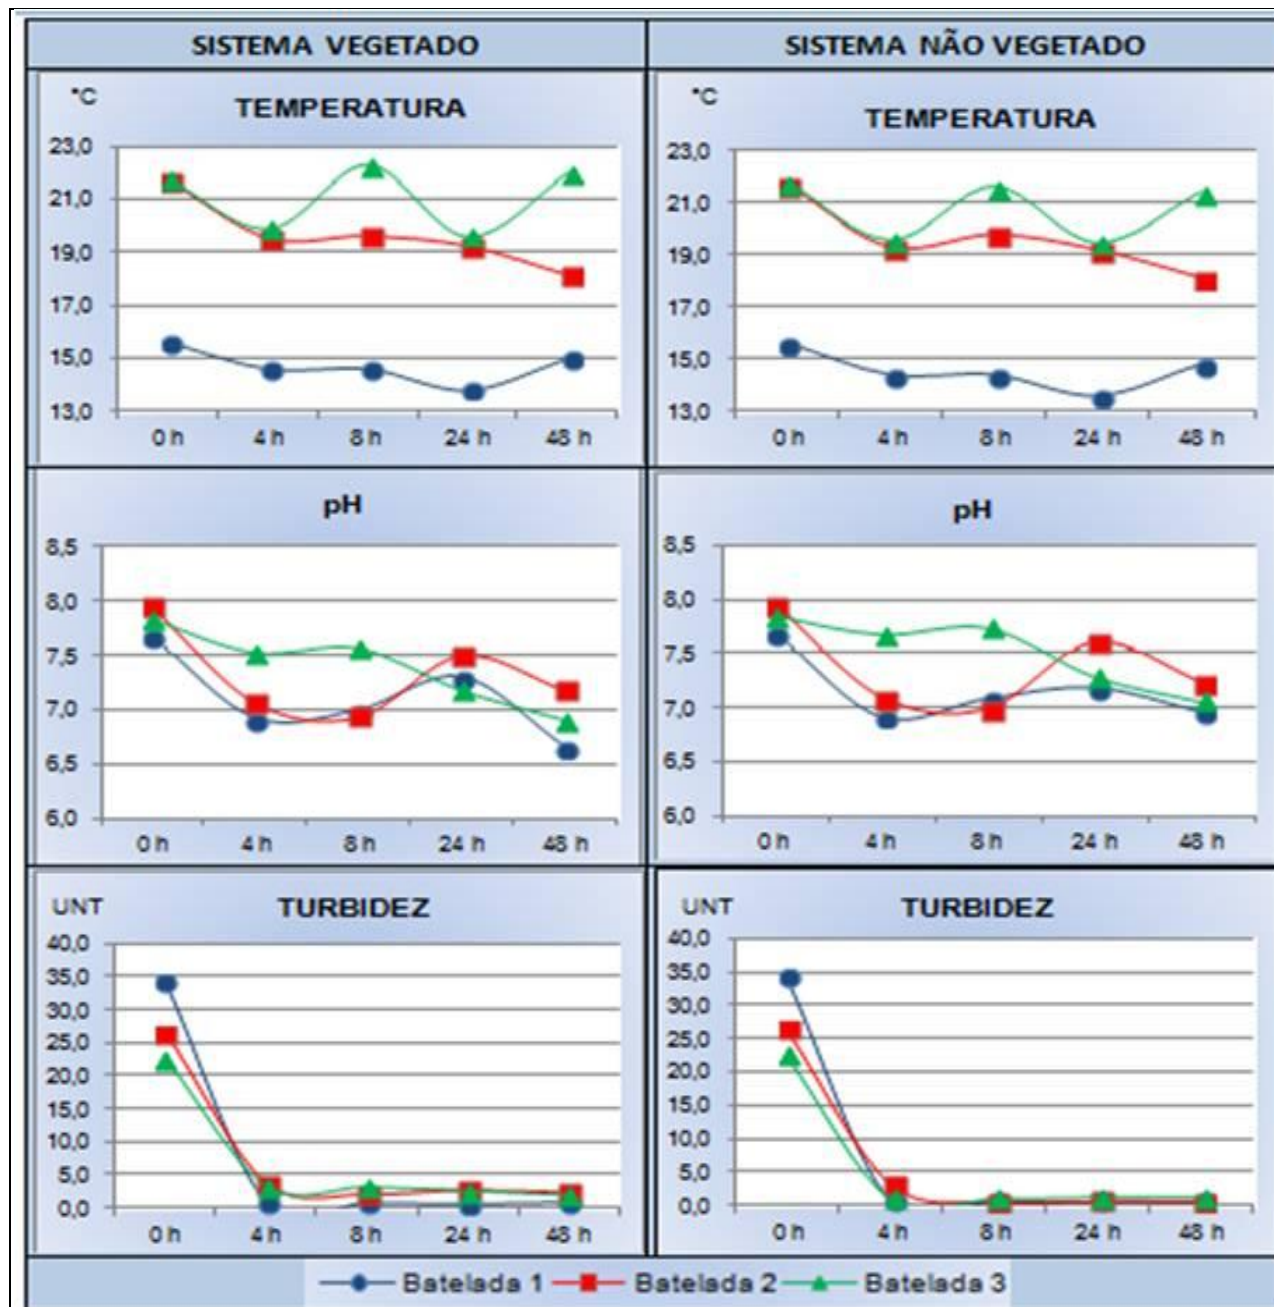 SISTEMA VEGETADO
SISTEMA NÃO VEGETADO
°C
TEMPERATURA
23,0
21,0
19,0
17,0
15,0
13,0
0 h 4 h 8 h 24 h 48 h
°C
TEMPERATURA
23,0
21,0
19,0
17,0
15,0
13,0
0 h 4 h 8 h 24 h 48 h
pH
8,5
8,0
7,5
7,0
6,5
6,0
0 h 4 h 8 h 24 h 48 h
pH
8,5
8,0
7,5
7,0
6,5
6,0
0 h 4 h 8 h 24 h 48 h
UNT
TURBIDEZ
40,0
35,0
30,0
25,0
20,0
15,0
10,0
5,0
0,0
0 h 4 h 8 h 24 h 48 h
UNT
TURBIDEZ
40,0
35,0
30,0
25,0
20,0
15,0
10,0
5,0
0,0
0 h 4 h 8 h 24 h 48 h
Batelada 1 Batelada 2 Batelada 3